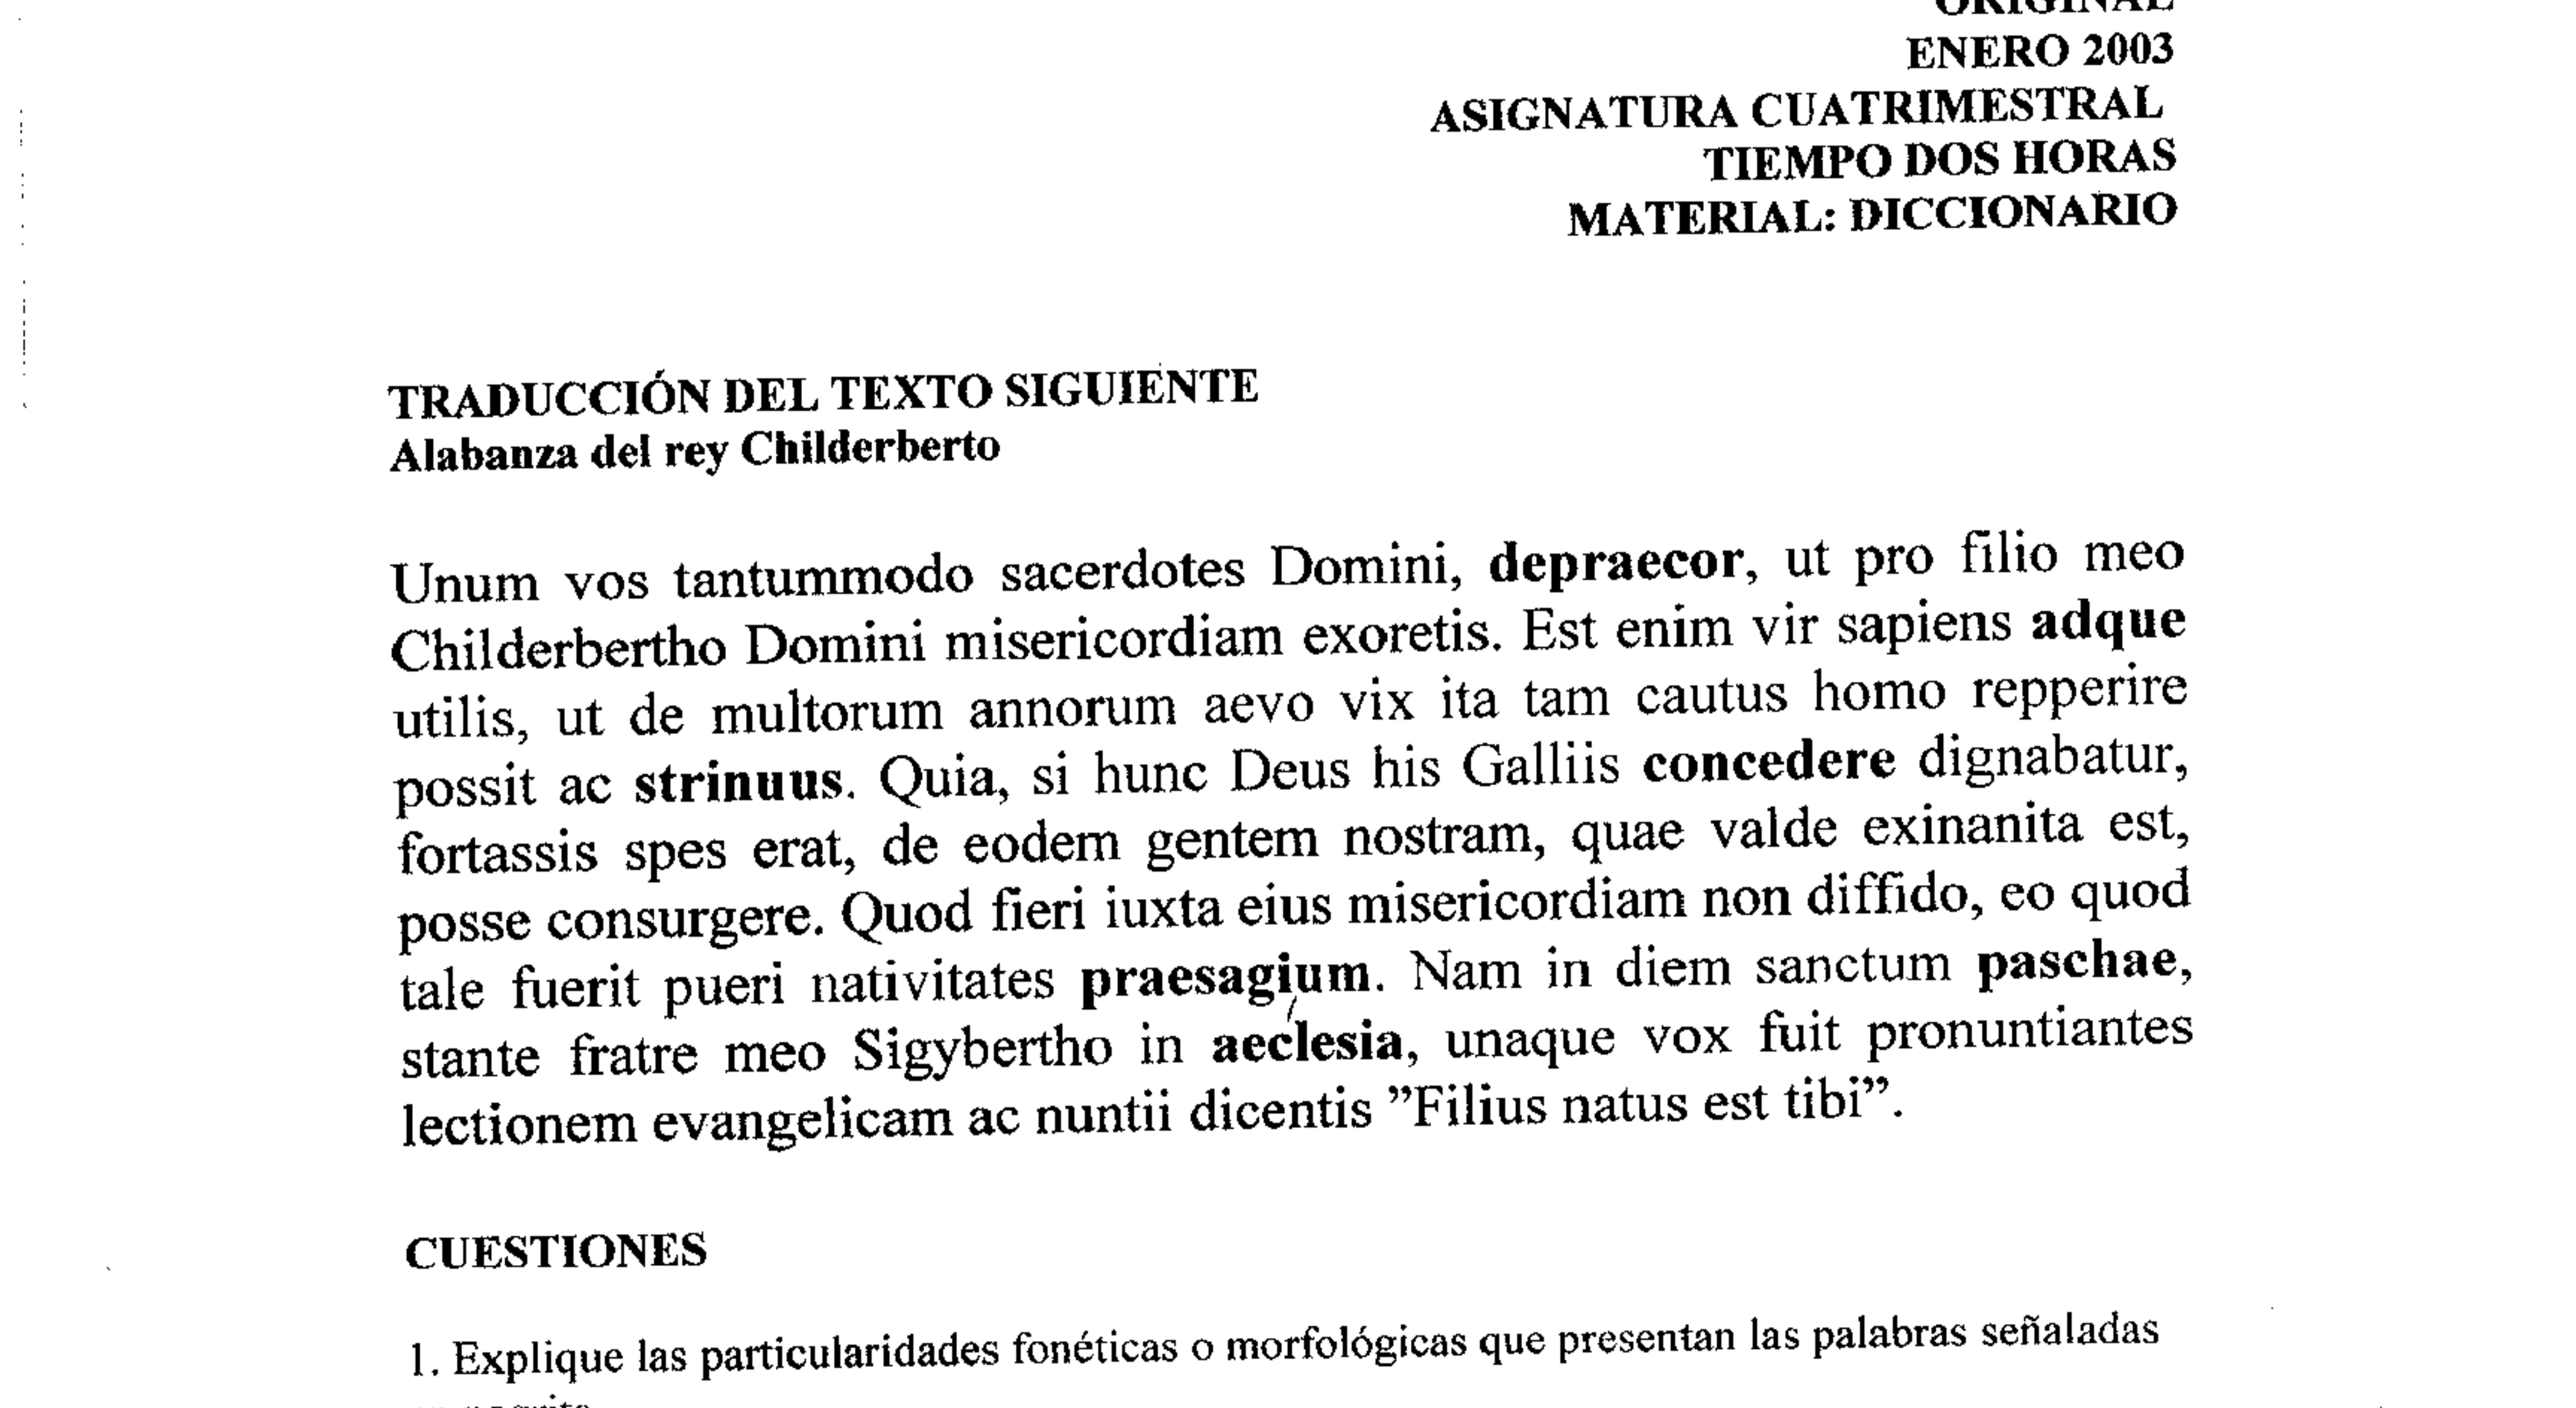 ORIGINAL
ENERO 2003
ASIGNATURA CUATRIMESTRAL
TIEMPO DOS HORAS
MATERIAL: DICCIONARIO
TRADUCCIÓN DEL TEXTO SIGUIENTE
Alabanza del rey Childerberto
Unum vos tantummodo sacerdotes Domini, depraecor, ut pro filio meo
Childerbertho Domini misericordiam exoretis. Est enim vir sapiens adque
utilis, ut de multorum annorum aevo vix ita tam cautus homo repperire
possit ac strinuus. Quia, si hunc Deus his Galliis concedere dignabatur,
fortassis spes erat, de eodem gentem nostram, quae valde exinanita est,
posse consurgere. Quod fieri iuxta eius misericordiam non diffido, eo quod
tale fuerit pueri nativitates praesagium. Nam in diem sanctum paschae,
stante fratre meo Sigybertho in aeclesia, unaque vox fuit pronuntiantes
lectionem evangelicam ac nuntii dicentis ”Filius natus est tibi”.
CUESTIONES
1. Explique las particularidades fonéticas o morfológicas que presentan las palabras señaladas